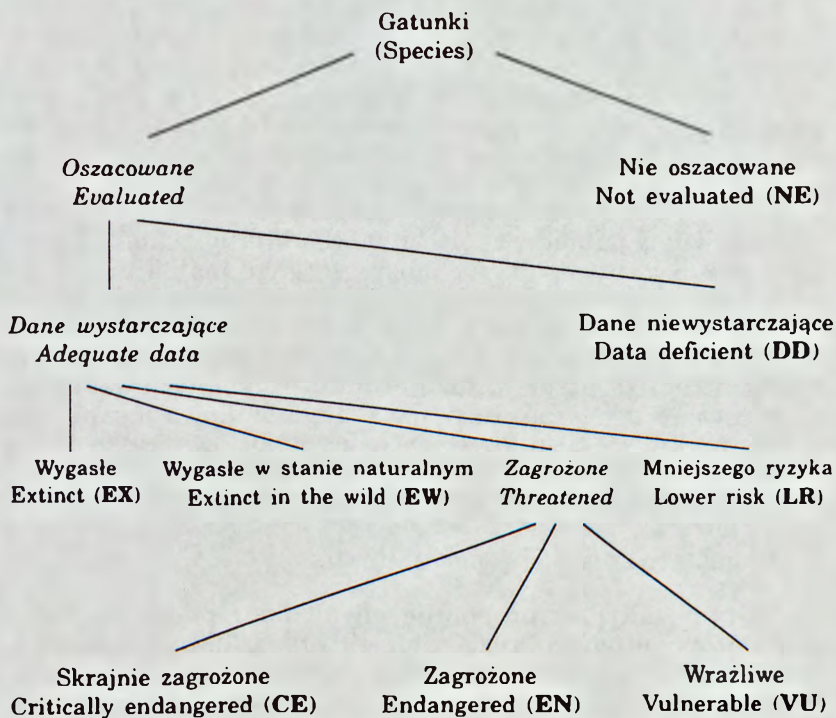 Gatunki
(Species)
Oszacowane
Evaluated
Nie oszacowane
Not evaluated (NE)
Dane wystarczające
Adequate data
Dane niewystarczające
Data deficient (DD)
Wygasłe
Extinct (EX)
Wygasłe w stanie naturalnym
Extinct in the wild (EW)
Zagrożone
Threatened
Mniejszego ryzyka
Lower risk (LR)
Skrajnie zagrożone
Critically endangered (CE)
Zagrożone
Endangered (EN)
Wrażliwe
Vulnerable (VU)